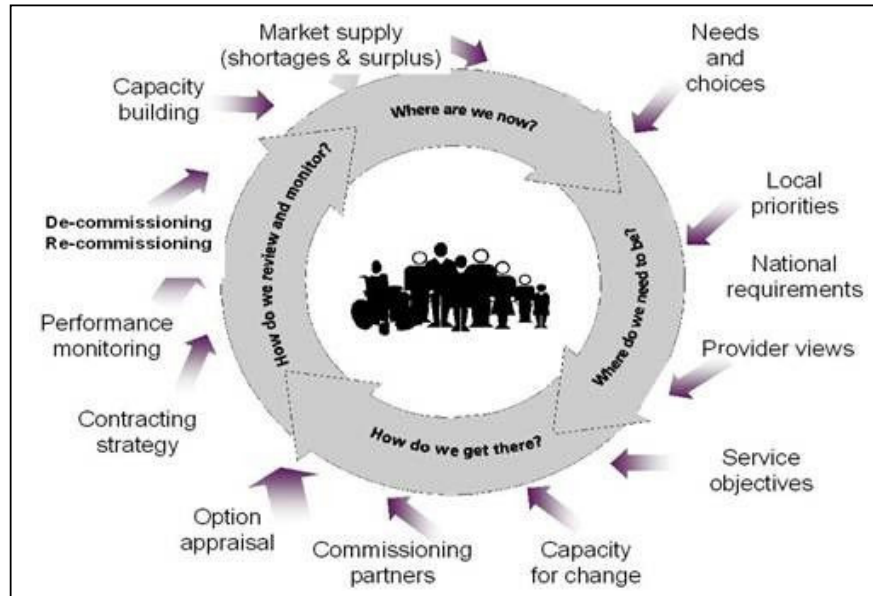 Market supply
(shortages & surplus)
Needs
and
choices
Capacity
building
Where are we now?
Local
priorities
De-commissioning
Re-commissioning
How do we review and monitor?
Where do we need to be?
National
requirements
Performance
monitoring
Provider views
Contracting
strategy
How do we get there?
Service
objectives
Option
appraisal
Commissioning
partners
Capacity
for change